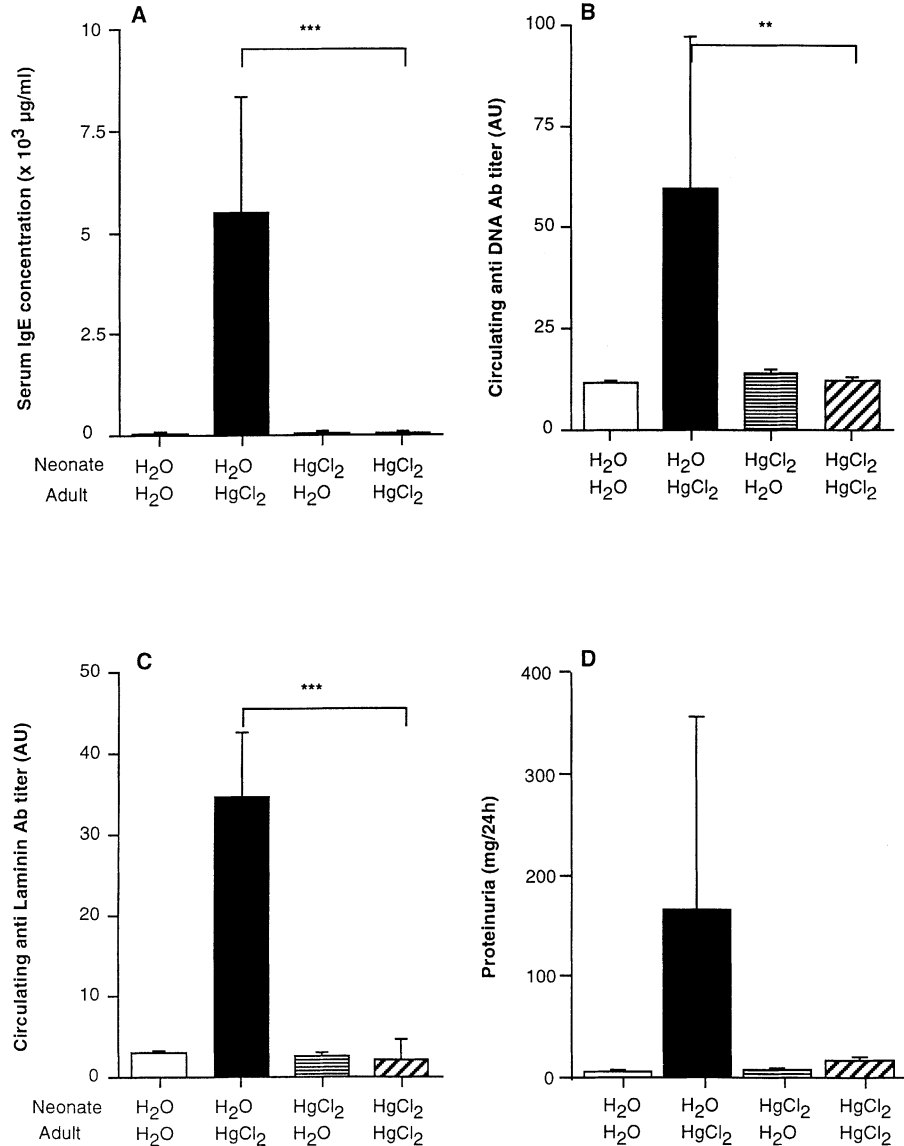 A
***
10
7.5
5
2.5
0
Serum IgE concentration (x 10³ µg/ml)
Neonate H₂O H₂O HgCl₂ HgCl₂
Adult H₂O HgCl₂ H₂O HgCl₂
B
**
100
75
50
25
0
Circulating anti DNA Ab titer (AU)
H₂O H₂O HgCl₂ HgCl₂
H₂O HgCl₂ H₂O HgCl₂
C
***
50
40
30
20
10
0
Circulating anti Laminin Ab titer (AU)
Neonate H₂O H₂O HgCl₂ HgCl₂
Adult H₂O HgCl₂ H₂O HgCl₂
D
400
300
200
100
0
Proteinuria (mg/24h)
H₂O H₂O HgCl₂ HgCl₂
H₂O HgCl₂ H₂O HgCl₂